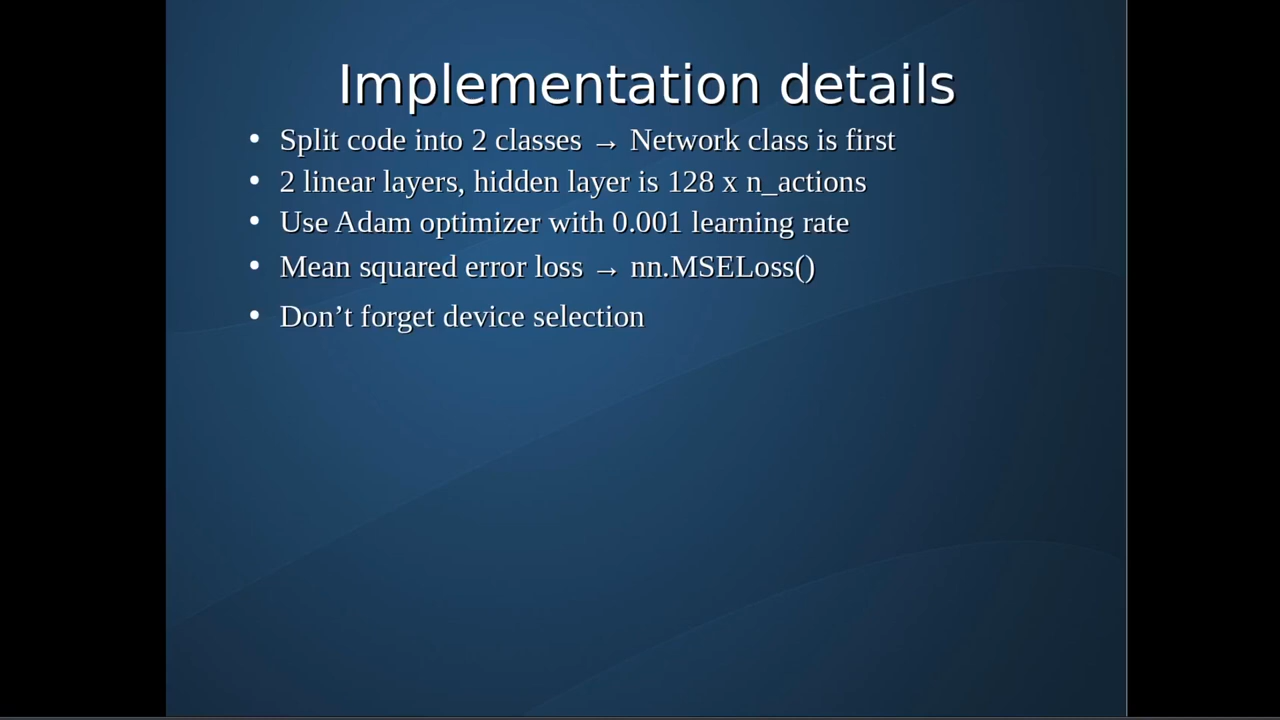 Implementation details
• Split code into 2 classes → Network class is first
• 2 linear layers, hidden layer is 128 x n_actions
• Use Adam optimizer with 0.001 learning rate
• Mean squared error loss → nn.MSELoss()
• Don’t forget device selection